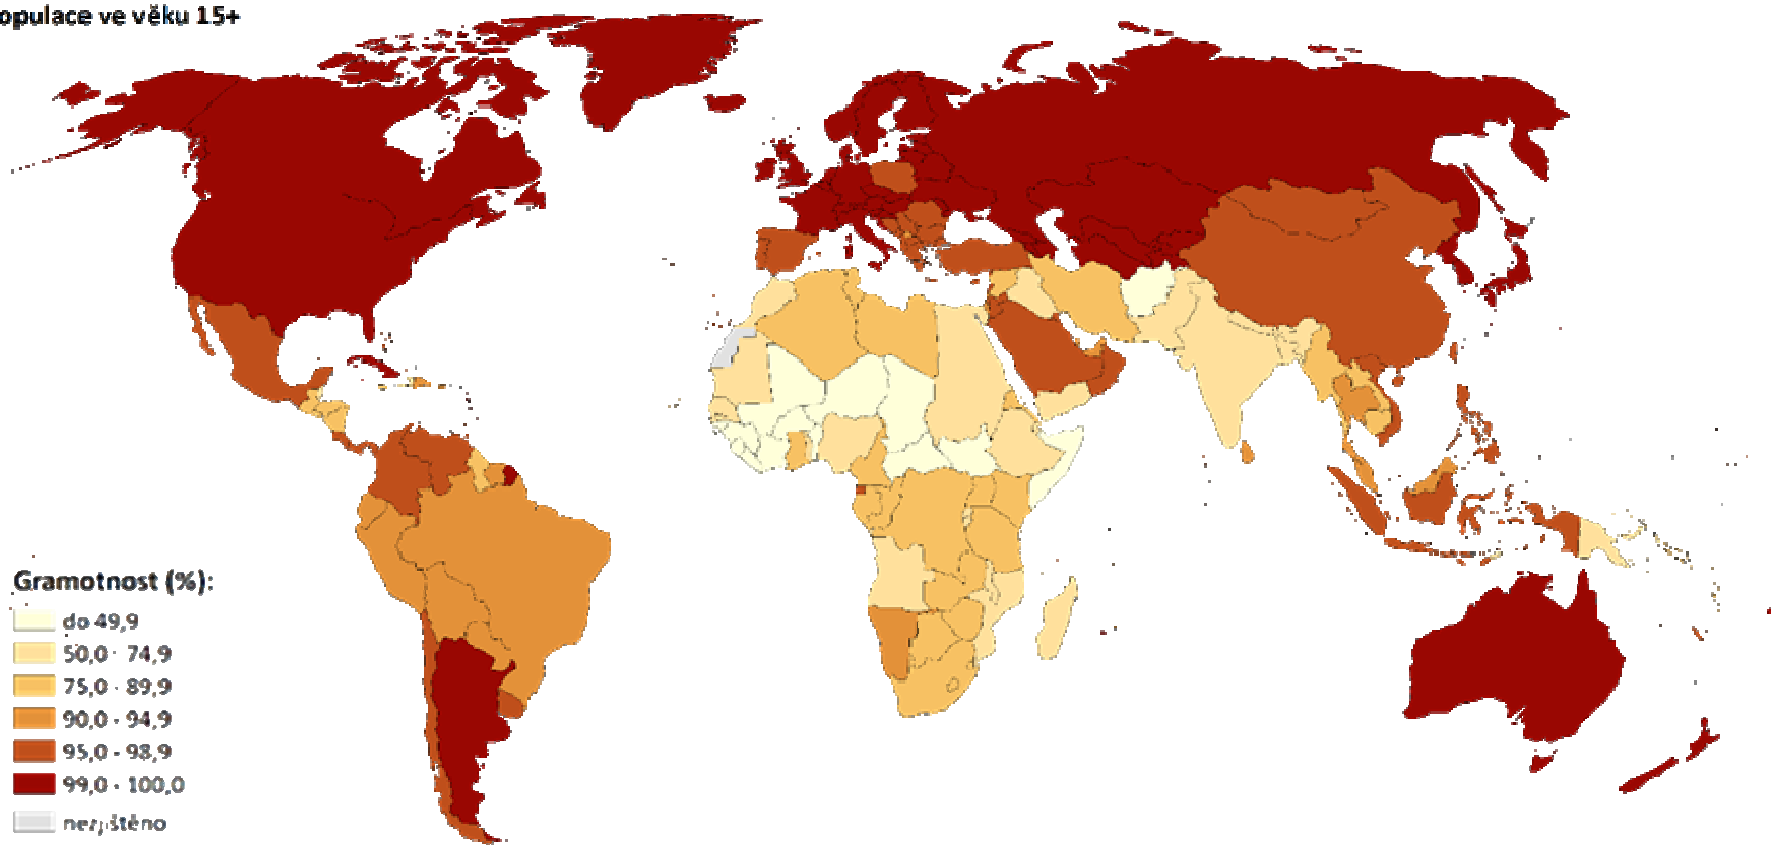 opulace ve věku 15+
Gramotnost (%):
do 49,9
50,0 - 74,9
75,0 - 89,9
90,0 - 94,9
95,0 - 98,9
99,0 - 100,0
nezjištěno